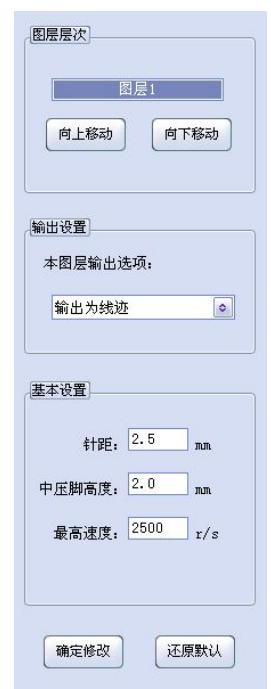 图层层次
图层1
向上移动 向下移动
输出设置
本图层输出选项:
输出为线迹
基本设置
针距: 2.5 mm
中压脚高度: 2.0 mm
最高速度: 2500 r/s
确定修改 还原默认